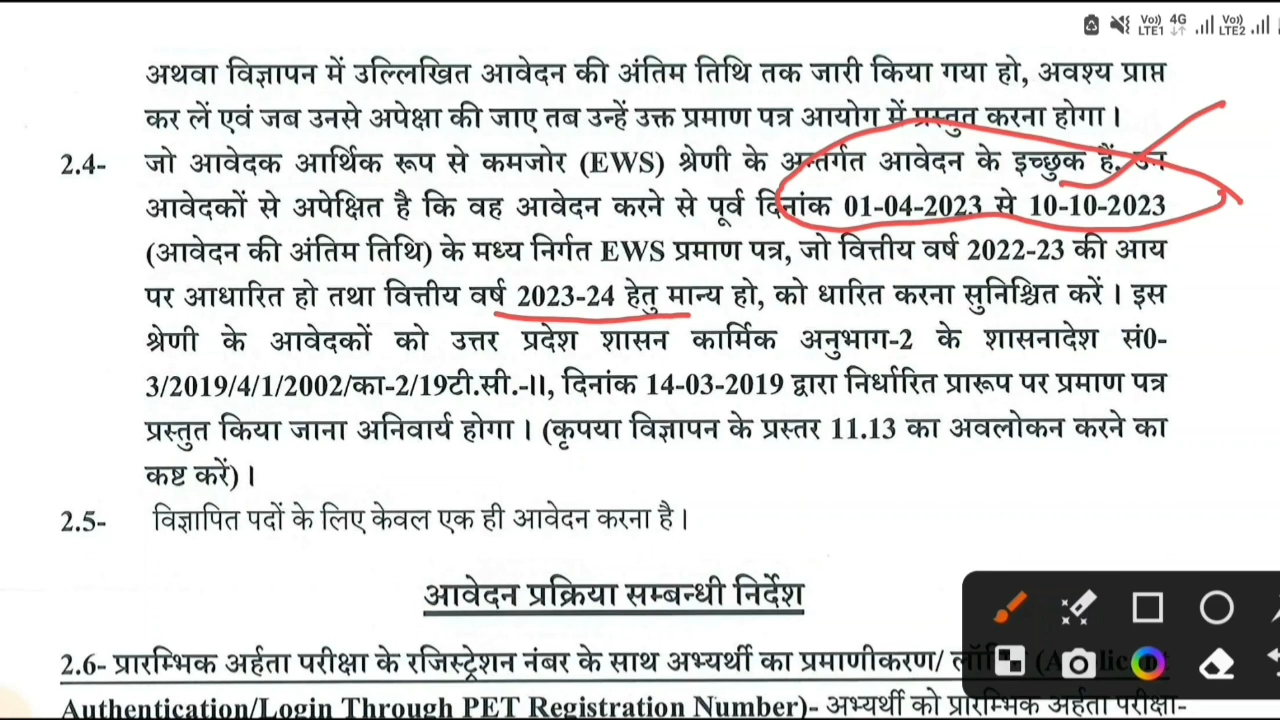 Vo)) LTE1 4G Vo)) LTE2
अथवा विज्ञापन में उल्लिखित आवेदन की अंतिम तिथि तक जारी किया गया हो, अवश्य प्राप्त
कर लें एवं जब उनसे अपेक्षा की जाए तब उन्हें उक्त प्रमाण पत्र आयोग में प्रस्तुत करना होगा।
2.4- जो आवेदक आर्थिक रूप से कमजोर (EWS) श्रेणी के अन्तर्गत आवेदन के इच्छुक हैं, उन
आवेदकों से अपेक्षित है कि वह आवेदन करने से पूर्व दिनांक 01-04-2023 से 10-10-2023
(आवेदन की अंतिम तिथि) के मध्य निर्गत EWS प्रमाण पत्र, जो वित्तीय वर्ष 2022-23 की आय
पर आधारित हो तथा वित्तीय वर्ष 2023-24 हेतु मान्य हो, को धारित करना सुनिश्चित करें। इस
श्रेणी के आवेदकों को उत्तर प्रदेश शासन कार्मिक अनुभाग-2 के शासनादेश सं0-
3/2019/4/1/2002/का-2/19टी.सी.-II, दिनांक 14-03-2019 द्वारा निर्धारित प्रारूप पर प्रमाण पत्र
प्रस्तुत किया जाना अनिवार्य होगा। (कृपया विज्ञापन के प्रस्तर 11.13 का अवलोकन करने का
कष्ट करें)।
2.5- विज्ञापित पदों के लिए केवल एक ही आवेदन करना है।
आवेदन प्रक्रिया सम्बन्धी निर्देश
2.6- प्रारम्भिक अर्हता परीक्षा के रजिस्ट्रेशन नंबर के साथ अभ्यर्थी का प्रमाणीकरण/
Authentication/Login Through PET Registration Number)- अभ्यर्थी को प्रारम्भिक अर्हता परीक्षा-